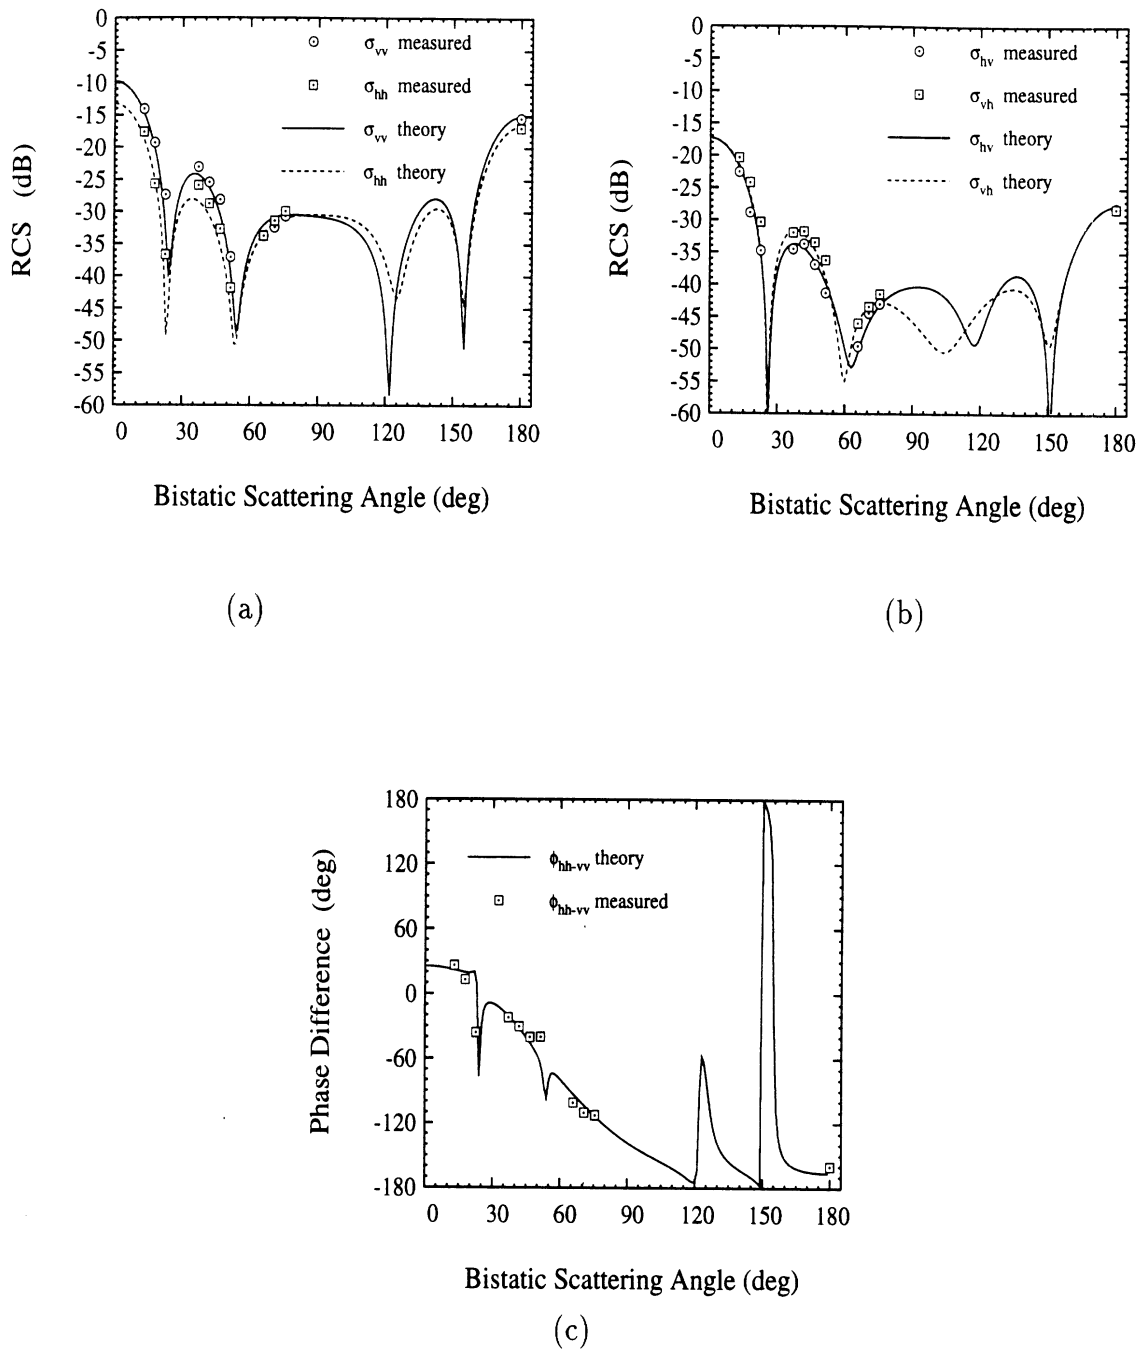 0
-5
-10
-15
-20
-25
-30
-35
-40
-45
-50
-55
-60
RCS (dB)
σvv measured
σhh measured
σvv theory
σhh theory
0 30 60 90 120 150 180
Bistatic Scattering Angle (deg)
(a)
0
-5
-10
-15
-20
-25
-30
-35
-40
-45
-50
-55
-60
RCS (dB)
σhv measured
σvh measured
σhv theory
σvh theory
0 30 60 90 120 150 180
Bistatic Scattering Angle (deg)
(b)
180
120
60
0
-60
-120
-180
Phase Difference (deg)
ϕhh-vv theory
ϕhh-vv measured
0 30 60 90 120 150 180
Bistatic Scattering Angle (deg)
(c)